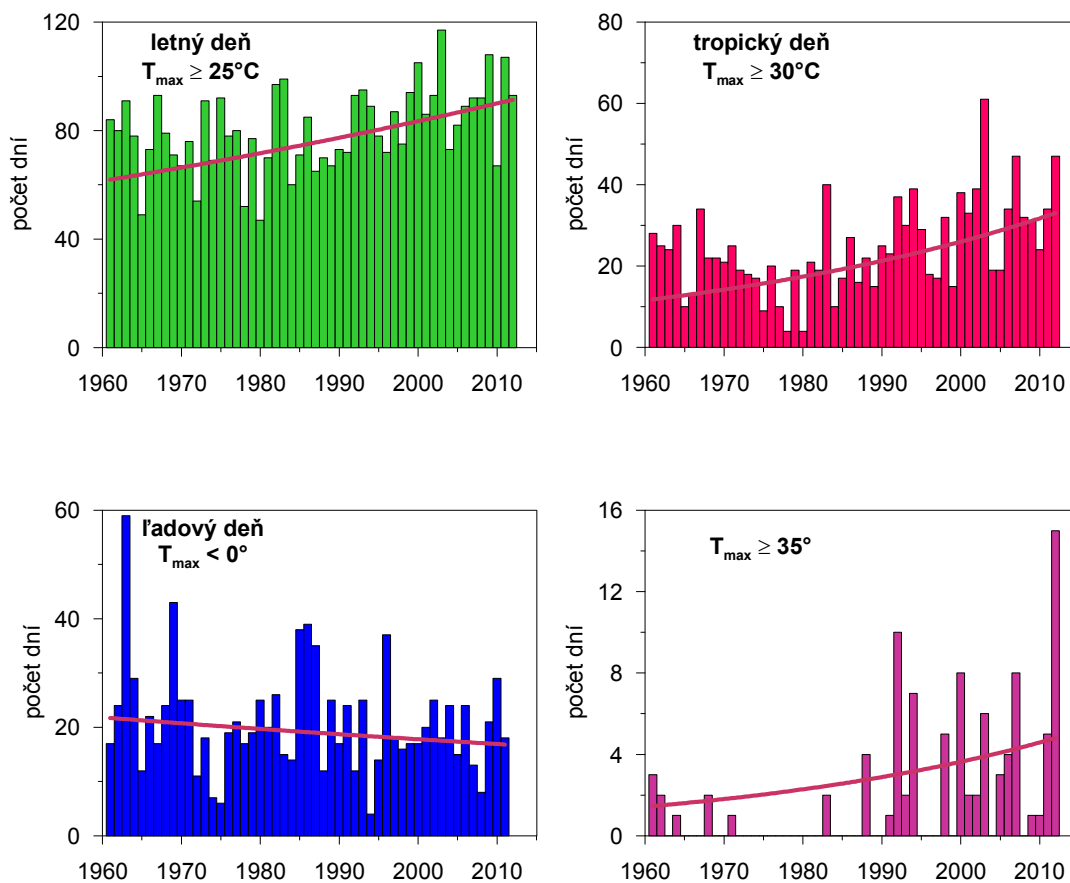 letný deň
Tmax ≥ 25°C
počet dní
120
80
40
0
1960 1970 1980 1990 2000 2010
tropický deň
Tmax ≥ 30°C
počet dní
80
60
40
20
0
1960 1970 1980 1990 2000 2010
ľadový deň
Tmax < 0°
počet dní
60
40
20
0
1960 1970 1980 1990 2000 2010
Tmax ≥ 35°
počet dní
16
12
8
4
0
1960 1970 1980 1990 2000 2010